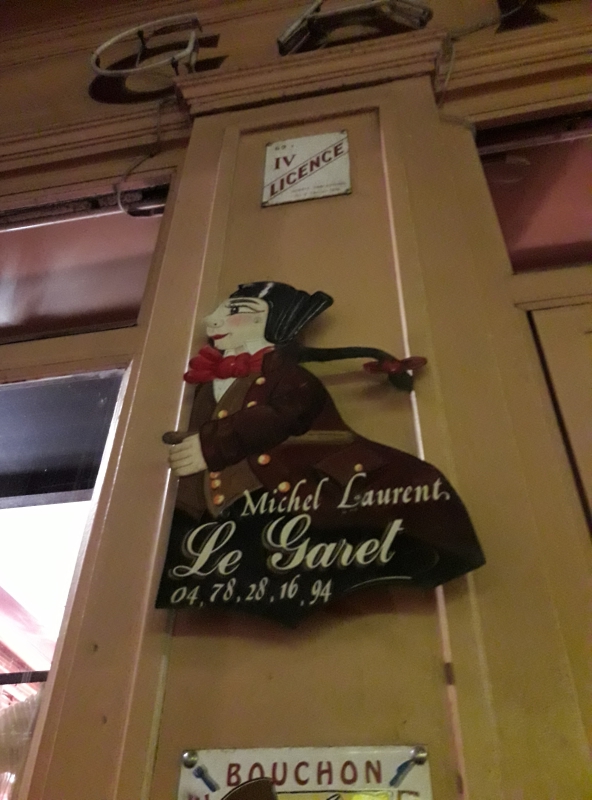 IV
LICENCE
Michel Laurent
Le Garet
04, 78, 28, 16, 94
BOUCHON